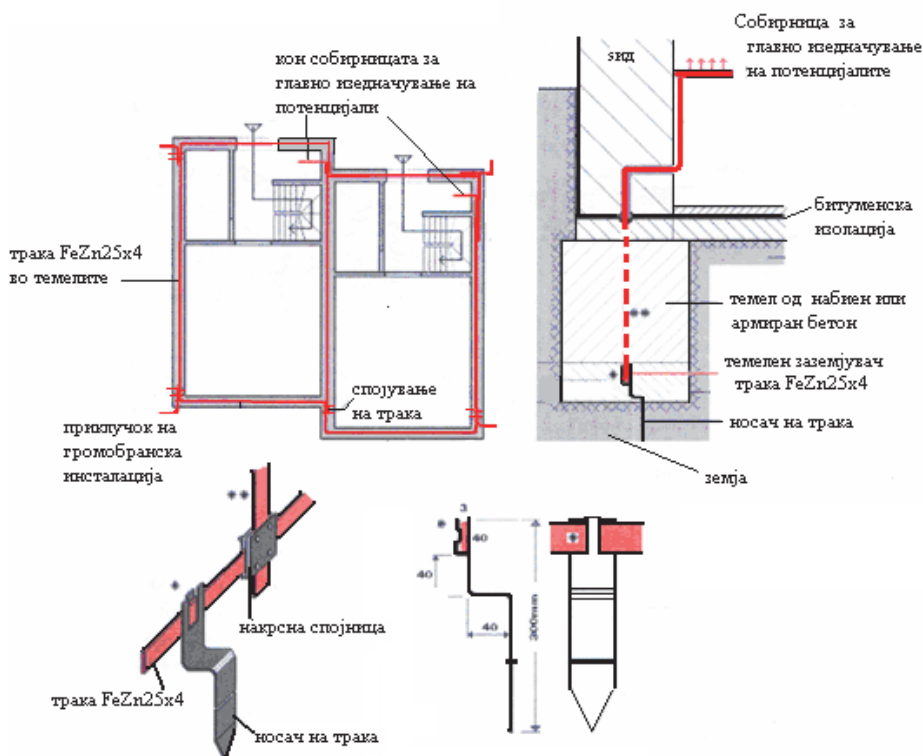 кон собирницата за
главно изедначување на
потенцијали
трака FeZn25x4
во темелите
спојување
на трака
приклучок на
громобранска
инсталација
Собирница за
главно изедначување
на потенцијалите
ѕид
битуменска
изолација
темел од набиен или
армиран бетон
темелен заземјувач
трака FeZn25x4
носач на трака
земја
накрсна спојница
трака FeZn25x4
носач на трака
3
40
40
40
300mm